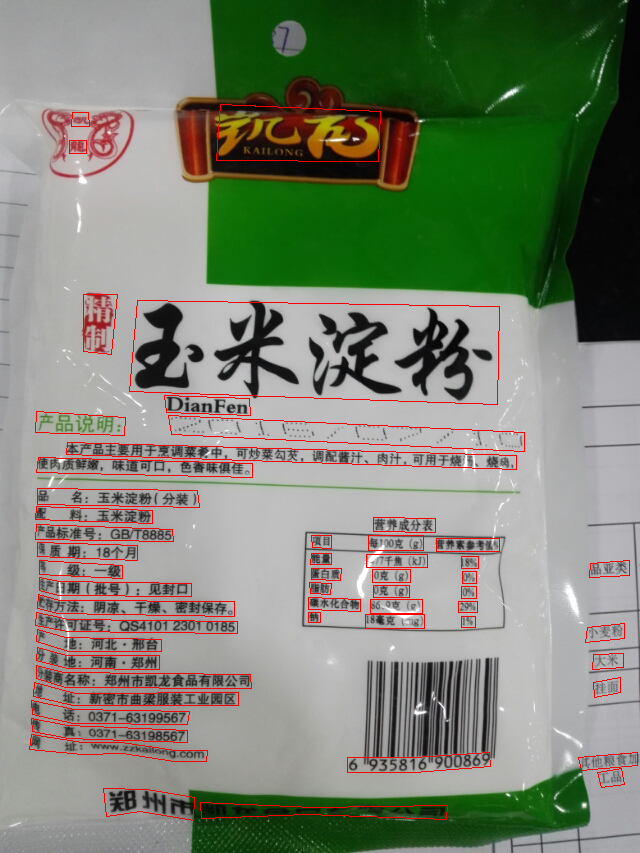 7
凯
龍
凯龙
KAILONG
精制
玉米淀粉
DianFen
产品说明：
本产品主要用于烹调菜肴中，可炒菜勾芡，调配酱汁、肉汁，可用于烧汤、烧鸡，
使肉质鲜嫩，味道可口，色香味俱佳。
品　　名：玉米淀粉（分装）
配　　料：玉米淀粉
产品标准号：GB/T8885
保 质 期：18个月
等　　级：一级
生产日期（批号）：见封口
贮存方法：阴凉、干燥、密封保存。
生产许可证号：QS4101 2301 0185
产　　地：河北·邢台
分 装 地：河南·郑州
分装商名称：郑州市凯龙食品有限公司
地　　址：新密市曲梁服装工业园区
电　　话：0371-63199567
传　　真：0371-63198567
网　　址：www.zzkailong.com
营养成分表
项目 每100克（g） 营养素参考值%
能量 千焦（kJ） 18%
蛋白质 0克（g） 0%
脂肪 0克（g） 0%
碳水化合物 86.9克（g） 29%
钠 18毫克（mg） 1%
6 935816 900869
郑州市
品亚类
小麦粉
大米
挂面
其他粮食加
工品